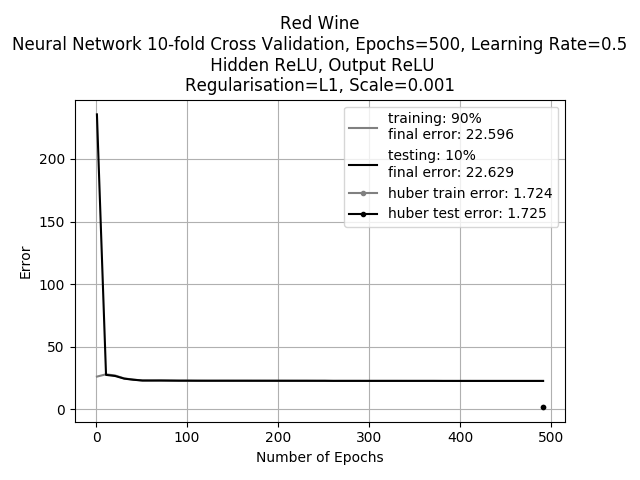 Red Wine
Neural Network 10-fold Cross Validation, Epochs=500, Learning Rate=0.5
Hidden ReLU, Output ReLU
Regularisation=L1, Scale=0.001
training: 90%
final error: 22.596
testing: 10%
final error: 22.629
huber train error: 1.724
huber test error: 1.725
200
150
100
50
0
Error
0 100 200 300 400 500
Number of Epochs